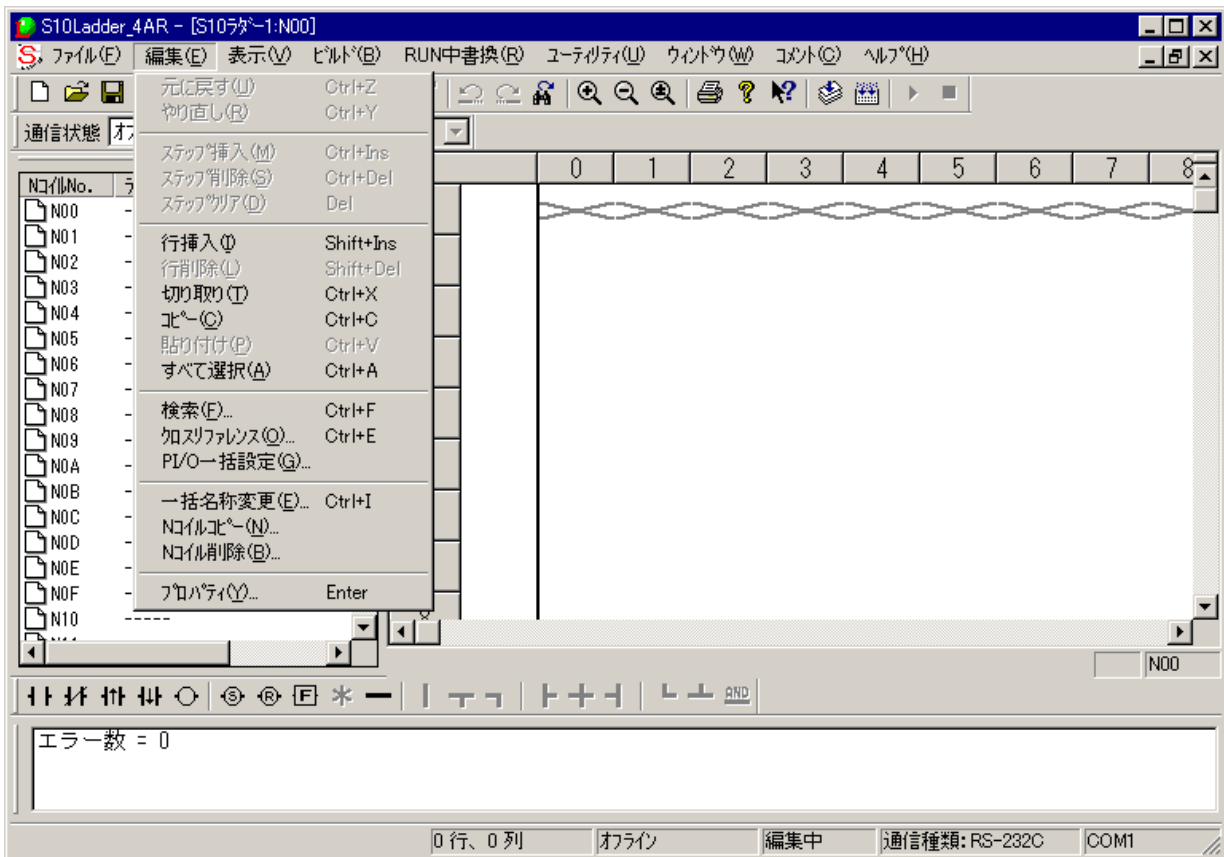 S10Ladder_4AR - [S10ﾗﾀﾞｰ1:N00]
ﾌｧｲﾙ(F) 編集(E) 表示(V) ﾋﾞﾙﾄﾞ(B) RUN中書換(R) ﾕｰﾃｨﾘﾃｨ(U) ｳｨﾝﾄﾞｳ(W) ｺﾒﾝﾄ(C) ﾍﾙﾌﾟ(H)
元に戻す(U) Ctrl+Z
やり直し(R) Ctrl+Y
ｽﾃｯﾌﾟ挿入(M) Ctrl+Ins
ｽﾃｯﾌﾟ削除(S) Ctrl+Del
ｽﾃｯﾌﾟｸﾘｱ(D) Del
行挿入(I) Shift+Ins
行削除(L) Shift+Del
切り取り(T) Ctrl+X
ｺﾋﾟｰ(C) Ctrl+C
貼り付け(P) Ctrl+V
すべて選択(A) Ctrl+A
検索(F)... Ctrl+F
ｸﾛｽﾘﾌｧﾚﾝｽ(O)... Ctrl+E
PI/O一括設定(G)...
一括名称変更(E)... Ctrl+I
Nｺｲﾙｺﾋﾟｰ(N)...
Nｺｲﾙ削除(B)...
ﾌﾟﾛﾊﾟﾃｨ(Y)... Enter
通信状態
0 1 2 3 4 5 6 7 8
NｺｲﾙNo.
N00 -
N01 -
N02 -
N03 -
N04 -
N05 -
N06 -
N07 -
N08 -
N09 -
N0A -
N0B -
N0C -
N0D -
N0E -
N0F -
N10 -----
N00
F
AND
エラー数 = 0
0 行、0 列 ｵﾌﾗｲﾝ 編集中 通信種類: RS-232C COM1